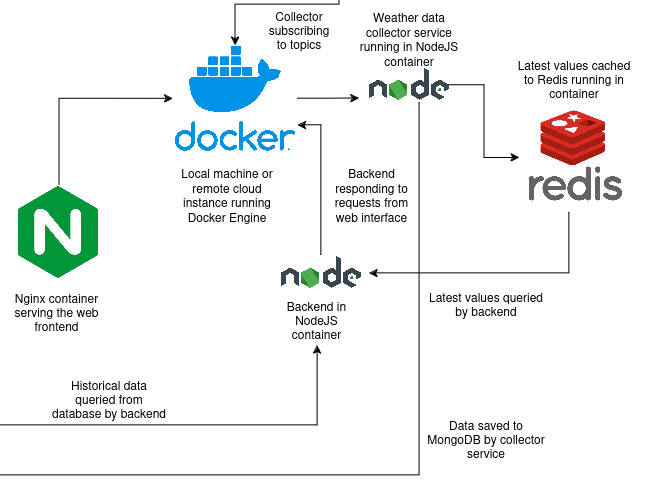 Collector
subscribing
to topics
Weather data
collector service
running in NodeJS
container
Latest values cached
to Redis running in
container
node
docker
redis
Local machine or
remote cloud
instance running
Docker Engine
Backend
responding to
requests from
web interface
N
node
Nginx container
serving the web
frontend
Backend in
NodeJS
container
Latest values queried
by backend
Historical data
queried from
database by backend
Data saved to
MongoDB by collector
service